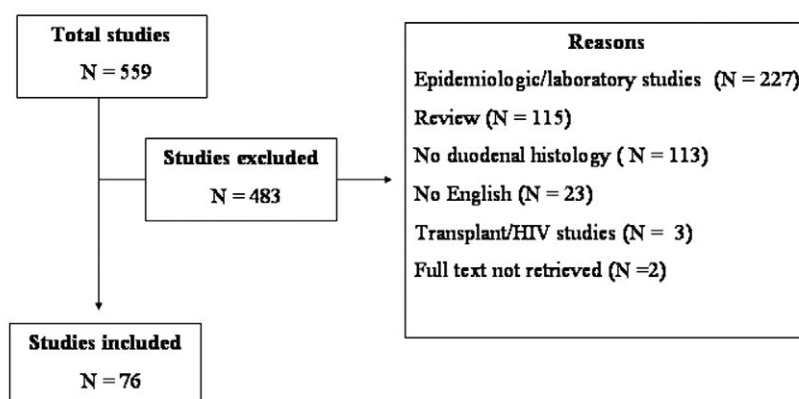 Total studies
N = 559
Studies excluded
N = 483
Reasons
Epidemiologic/laboratory studies (N = 227)
Review (N = 115)
No duodenal histology ( N = 113)
No English (N = 23)
Transplant/HIV studies (N = 3)
Full text not retrieved (N =2)
Studies included
N = 76